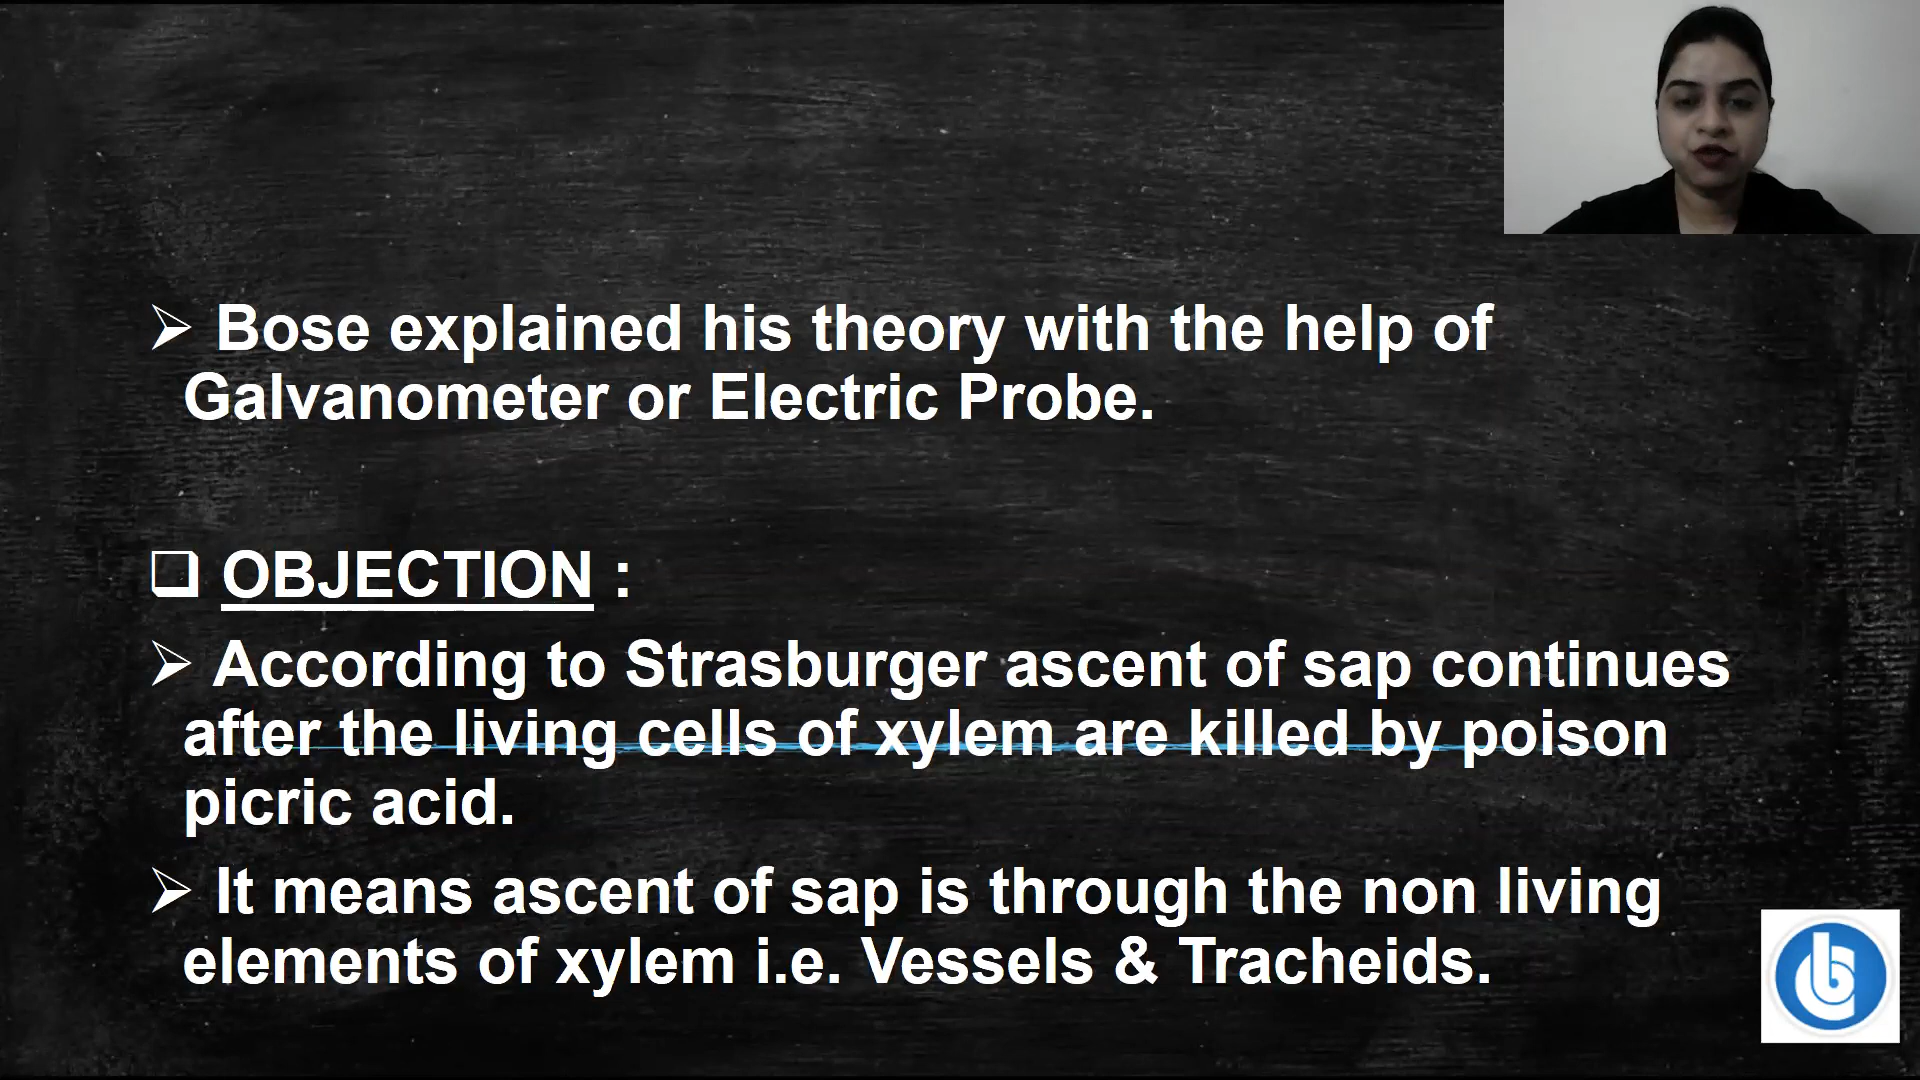 Bose explained his theory with the help of
Galvanometer or Electric Probe.
OBJECTION :
According to Strasburger ascent of sap continues
after the living cells of xylem are killed by poison
picric acid.
It means ascent of sap is through the non living
elements of xylem i.e. Vessels & Tracheids.